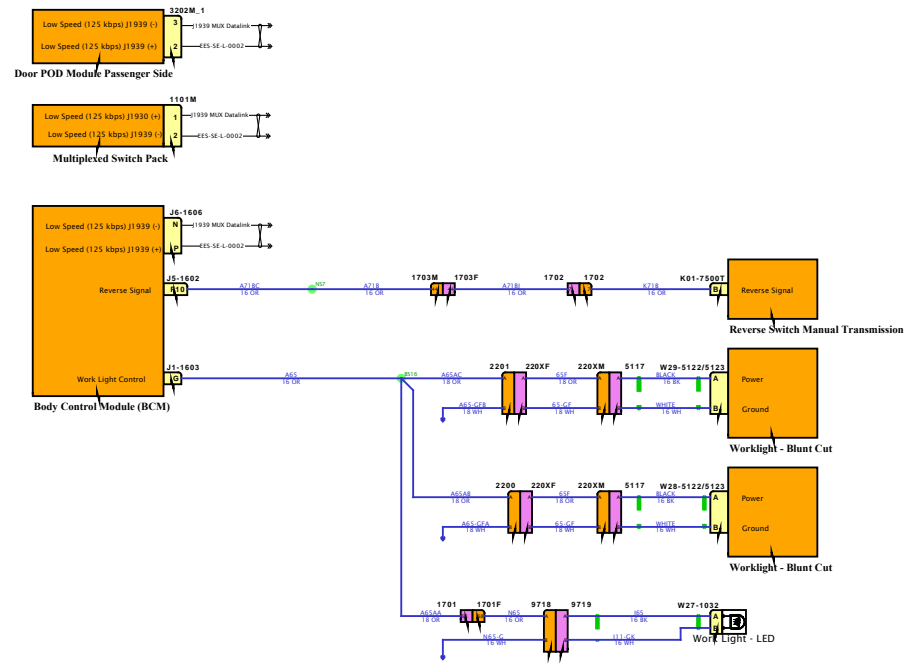 3202M_1
Low Speed (125 kbps) J1939 (-)
3
J1939 MUX Datalink
Low Speed (125 kbps) J1939 (+)
2
EES-SE-L-0002
Door POD Module Passenger Side
1101M
Low Speed (125 kbps) J1930 (+)
1
J1939 MUX Datalink
Low Speed (125 kbps) J1939 (-)
2
EES-SE-L-0002
Multiplexed Switch Pack
J6-1606
Low Speed (125 kbps) J1939 (-)
N
J1939 MUX Datalink
Low Speed (125 kbps) J1939 (+)
P
EES-SE-L-0002
J5-1602
1703M 1703F
1702 1702
K01-7500T
Reverse Signal
F10
A718C
16 OR
N57
A718
16 OR
A718J
16 OR
K718
16 OR
B
Reverse Signal
Reverse Switch Manual Transmission
J1-1603
2201 220XF 220XM 5117 W29-5122/5123
Work Light Control
G
A65
16 OR
BS16
A65AC
18 OR
A A
65F
18 OR
A A
BLACK
16 BK
A
Power
Body Control Module (BCM)
A65-GFB
18 WH
65-GF
18 WH
WHITE
16 WH
B
Ground
Worklight - Blunt Cut
2200 220XF 220XM 5117 W28-5122/5123
A65AB
18 OR
A A
65F
18 OR
A A
BLACK
16 BK
A
Power
A65-GFA
18 WH
65-GF
18 WH
WHITE
16 WH
B
Ground
Worklight - Blunt Cut
1701 1701F 9718 9719 W27-1032
A65AA
18 OR
N65
16 OR
A A
J65
16 BK
A
N65-G
16 WH
J11-GK
16 WH
B
Work Light - LED